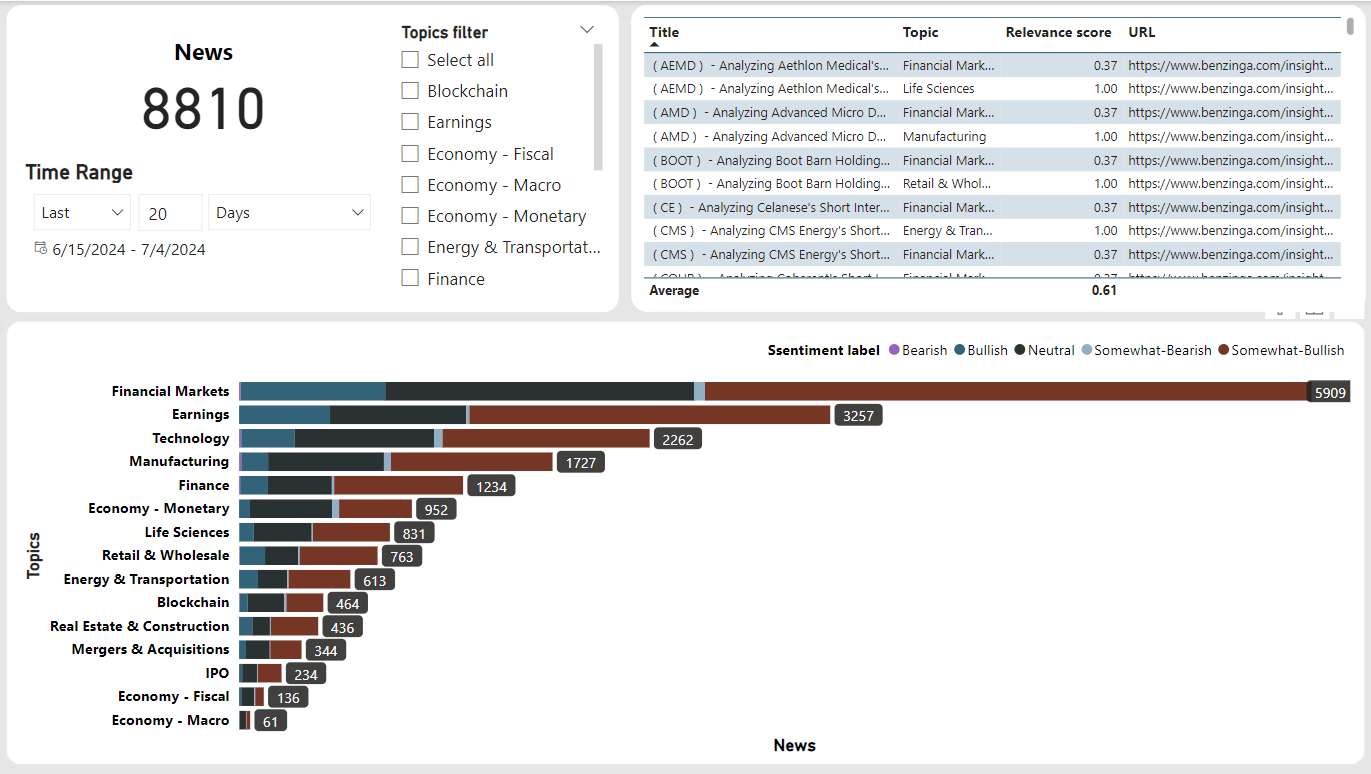 News
8810
Time Range
Last 20 Days
6/15/2024 - 7/4/2024
Topics filter
Select all
Blockchain
Earnings
Economy - Fiscal
Economy - Macro
Economy - Monetary
Energy & Transportat...
Finance
Title Topic Relevance score URL
( AEMD ) - Analyzing Aethlon Medical's... Financial Mark... 0.37 https://www.benzinga.com/insight...
( AEMD ) - Analyzing Aethlon Medical's... Life Sciences 1.00 https://www.benzinga.com/insight...
( AMD ) - Analyzing Advanced Micro D... Financial Mark... 0.37 https://www.benzinga.com/insight...
( AMD ) - Analyzing Advanced Micro D... Manufacturing 1.00 https://www.benzinga.com/insight...
( BOOT ) - Analyzing Boot Barn Holding... Financial Mark... 0.37 https://www.benzinga.com/insight...
( BOOT ) - Analyzing Boot Barn Holding... Retail & Whol... 1.00 https://www.benzinga.com/insight...
( CE ) - Analyzing Celanese's Short Inter... Financial Mark... 0.37 https://www.benzinga.com/insight...
( CMS ) - Analyzing CMS Energy's Short... Energy & Tran... 1.00 https://www.benzinga.com/insight...
( CMS ) - Analyzing CMS Energy's Short... Financial Mark... 0.37 https://www.benzinga.com/insight...
Average 0.61
Ssentiment label Bearish Bullish Neutral Somewhat-Bearish Somewhat-Bullish
Topics
Financial Markets 5909
Earnings 3257
Technology 2262
Manufacturing 1727
Finance 1234
Economy - Monetary 952
Life Sciences 831
Retail & Wholesale 763
Energy & Transportation 613
Blockchain 464
Real Estate & Construction 436
Mergers & Acquisitions 344
IPO 234
Economy - Fiscal 136
Economy - Macro 61
News